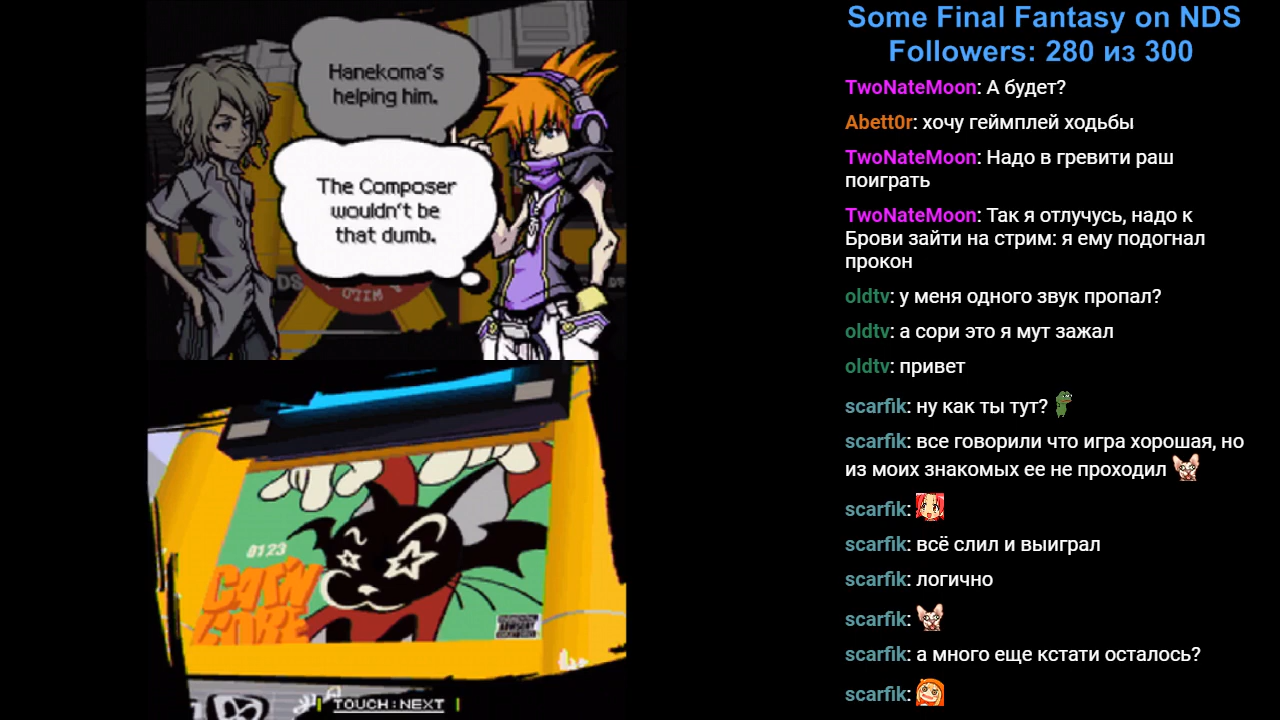 Some Final Fantasy on NDS
Followers: 280 из 300
Hanekoma's
helping him.
The Composer
wouldn't be
that dumb.
0123
CAT'N
CORE
TOUCH:NEXT
TwoNateMoon: А будет?
Abett0r: хочу геймплей ходьбы
TwoNateMoon: Надо в гревити раш
поиграть
TwoNateMoon: Так я отлучусь, надо к
Брови зайти на стрим: я ему подогнал
прокон
oldtv: у меня одного звук пропал?
oldtv: а сори это я мут зажал
oldtv: привет
scarfik: ну как ты тут?
scarfik: все говорили что игра хорошая, но
из моих знакомых ее не проходил
scarfik:
scarfik: всё слил и выиграл
scarfik: логично
scarfik:
scarfik: а много еще кстати осталось?
scarfik: